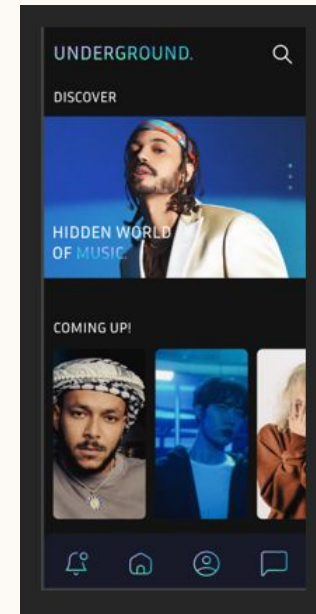 UNDERGROUND.
DISCOVER
HIDDEN WORLD
OF MUSIC.
COMING UP!